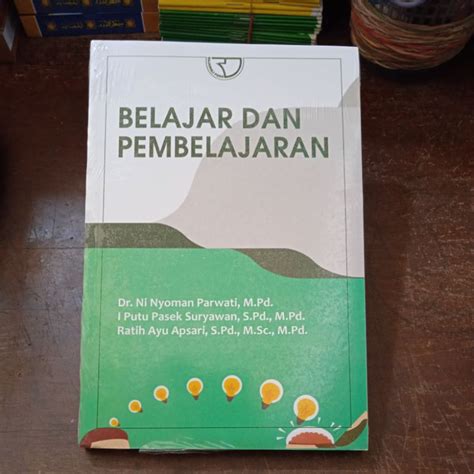 BELAJAR DAN
PEMBELAJARAN
Dr. Ni Nyoman Parwati, M.Pd.
I Putu Pasek Suryawan, S.Pd., M.Pd.
Ratih Ayu Apsari, S.Pd., M.Sc., M.Pd.